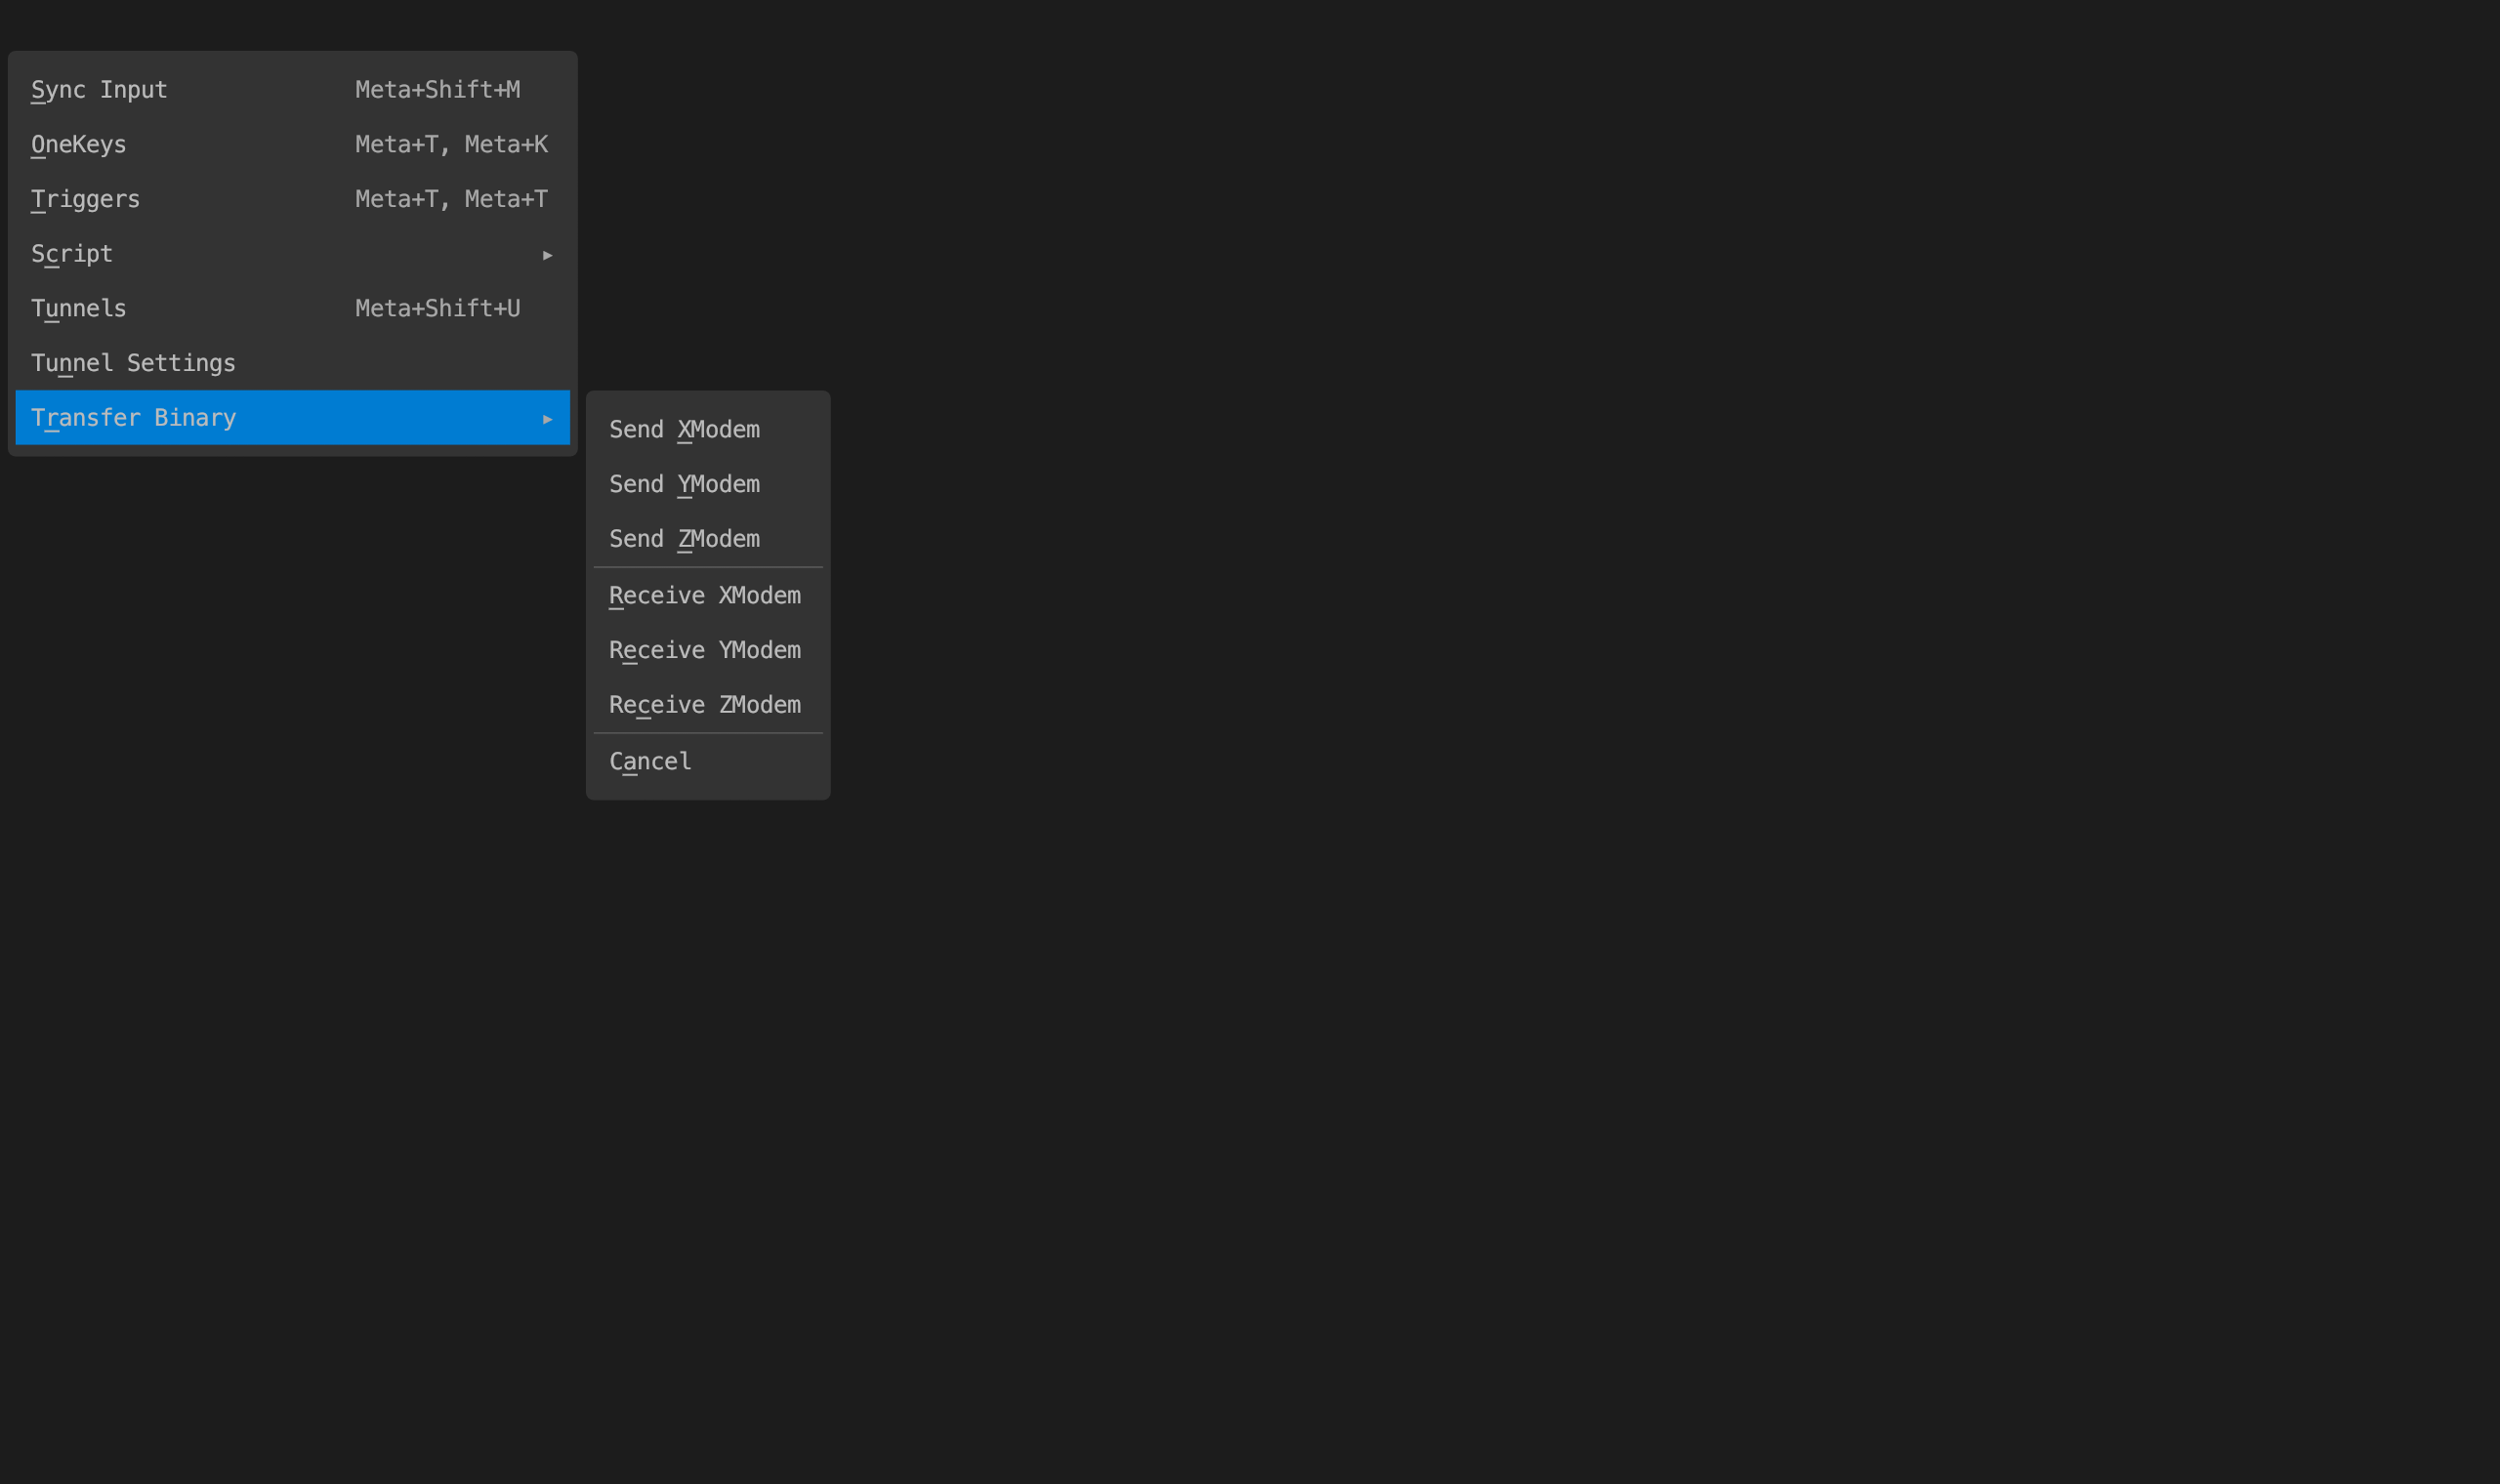 Sync Input Meta+Shift+M
OneKeys Meta+T, Meta+K
Triggers Meta+T, Meta+T
Script ▸
Tunnels Meta+Shift+U
Tunnel Settings
Transfer Binary ▸
Send XModem
Send YModem
Send ZModem
Receive XModem
Receive YModem
Receive ZModem
Cancel